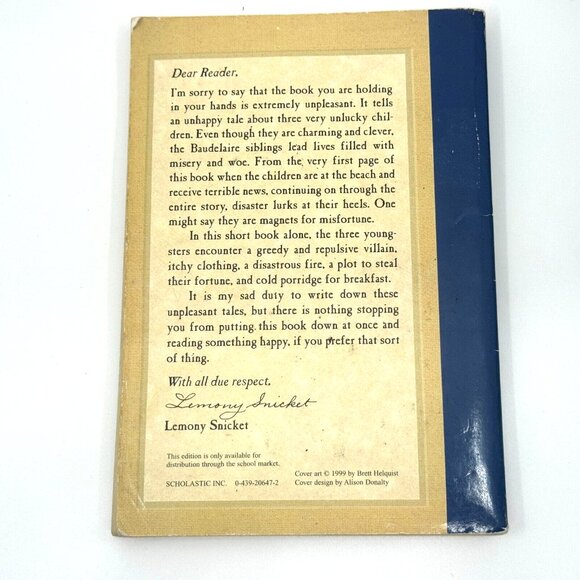 Dear Reader,
I'm sorry to say that the book you are holding
in your hands is extremely unpleasant. It tells
an unhappy tale about three very unlucky chil-
dren. Even though they are charming and clever,
the Baudelaire siblings lead lives filled with
misery and woe. From the very first page of
this book when the children are at the beach and
receive terrible news, continuing on through the
entire story, disaster lurks at their heels. One
might say they are magnets for misfortune.
In this short book alone, the three young-
sters encounter a greedy and repulsive villain,
itchy clothing, a disastrous fire, a plot to steal
their fortune, and cold porridge for breakfast.
It is my sad duty to write down these
unpleasant tales, but there is nothing stopping
you from putting this book down at once and
reading something happy, if you prefer that sort
of thing.
With all due respect,
Lemony Snicket
Lemony Snicket
This edition is only available for
distribution through the school market.
SCHOLASTIC INC. 0-439-20647-2
Cover art © 1999 by Brett Helquist
Cover design by Alison Donalty